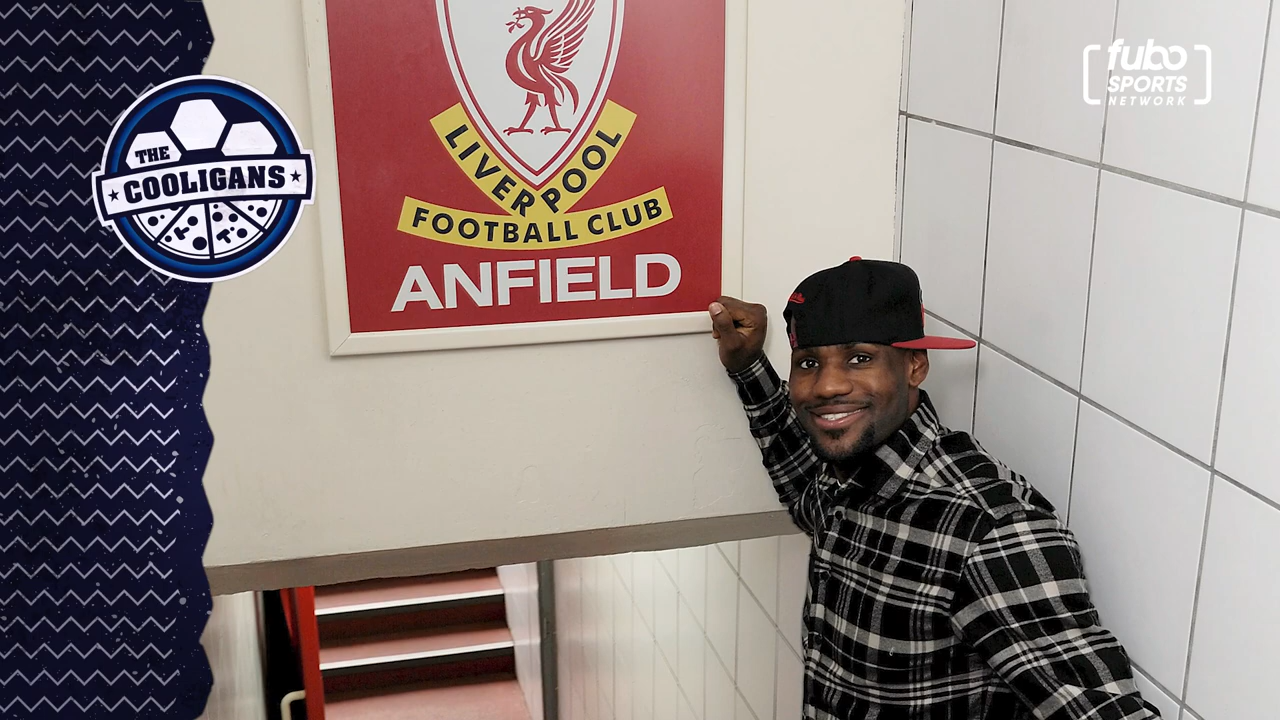 THE
COOLIGANS
LIVERPOOL
FOOTBALL CLUB
ANFIELD
fubo
SPORTS
NETWORK